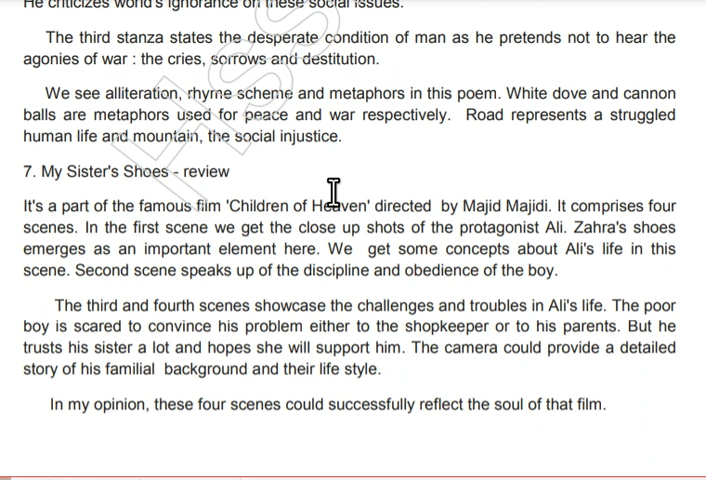 He criticizes world's ignorance on these social issues.
The third stanza states the desperate condition of man as he pretends not to hear the
agonies of war : the cries, sorrows and destitution.
We see alliteration, rhyme scheme and metaphors in this poem. White dove and cannon
balls are metaphors used for peace and war respectively. Road represents a struggled
human life and mountain, the social injustice.
7. My Sister's Shoes - review
It's a part of the famous film 'Children of Heaven' directed by Majid Majidi. It comprises four
scenes. In the first scene we get the close up shots of the protagonist Ali. Zahra's shoes
emerges as an important element here. We get some concepts about Ali's life in this
scene. Second scene speaks up of the discipline and obedience of the boy.
The third and fourth scenes showcase the challenges and troubles in Ali's life. The poor
boy is scared to convince his problem either to the shopkeeper or to his parents. But he
trusts his sister a lot and hopes she will support him. The camera could provide a detailed
story of his familial background and their life style.
In my opinion, these four scenes could successfully reflect the soul of that film.